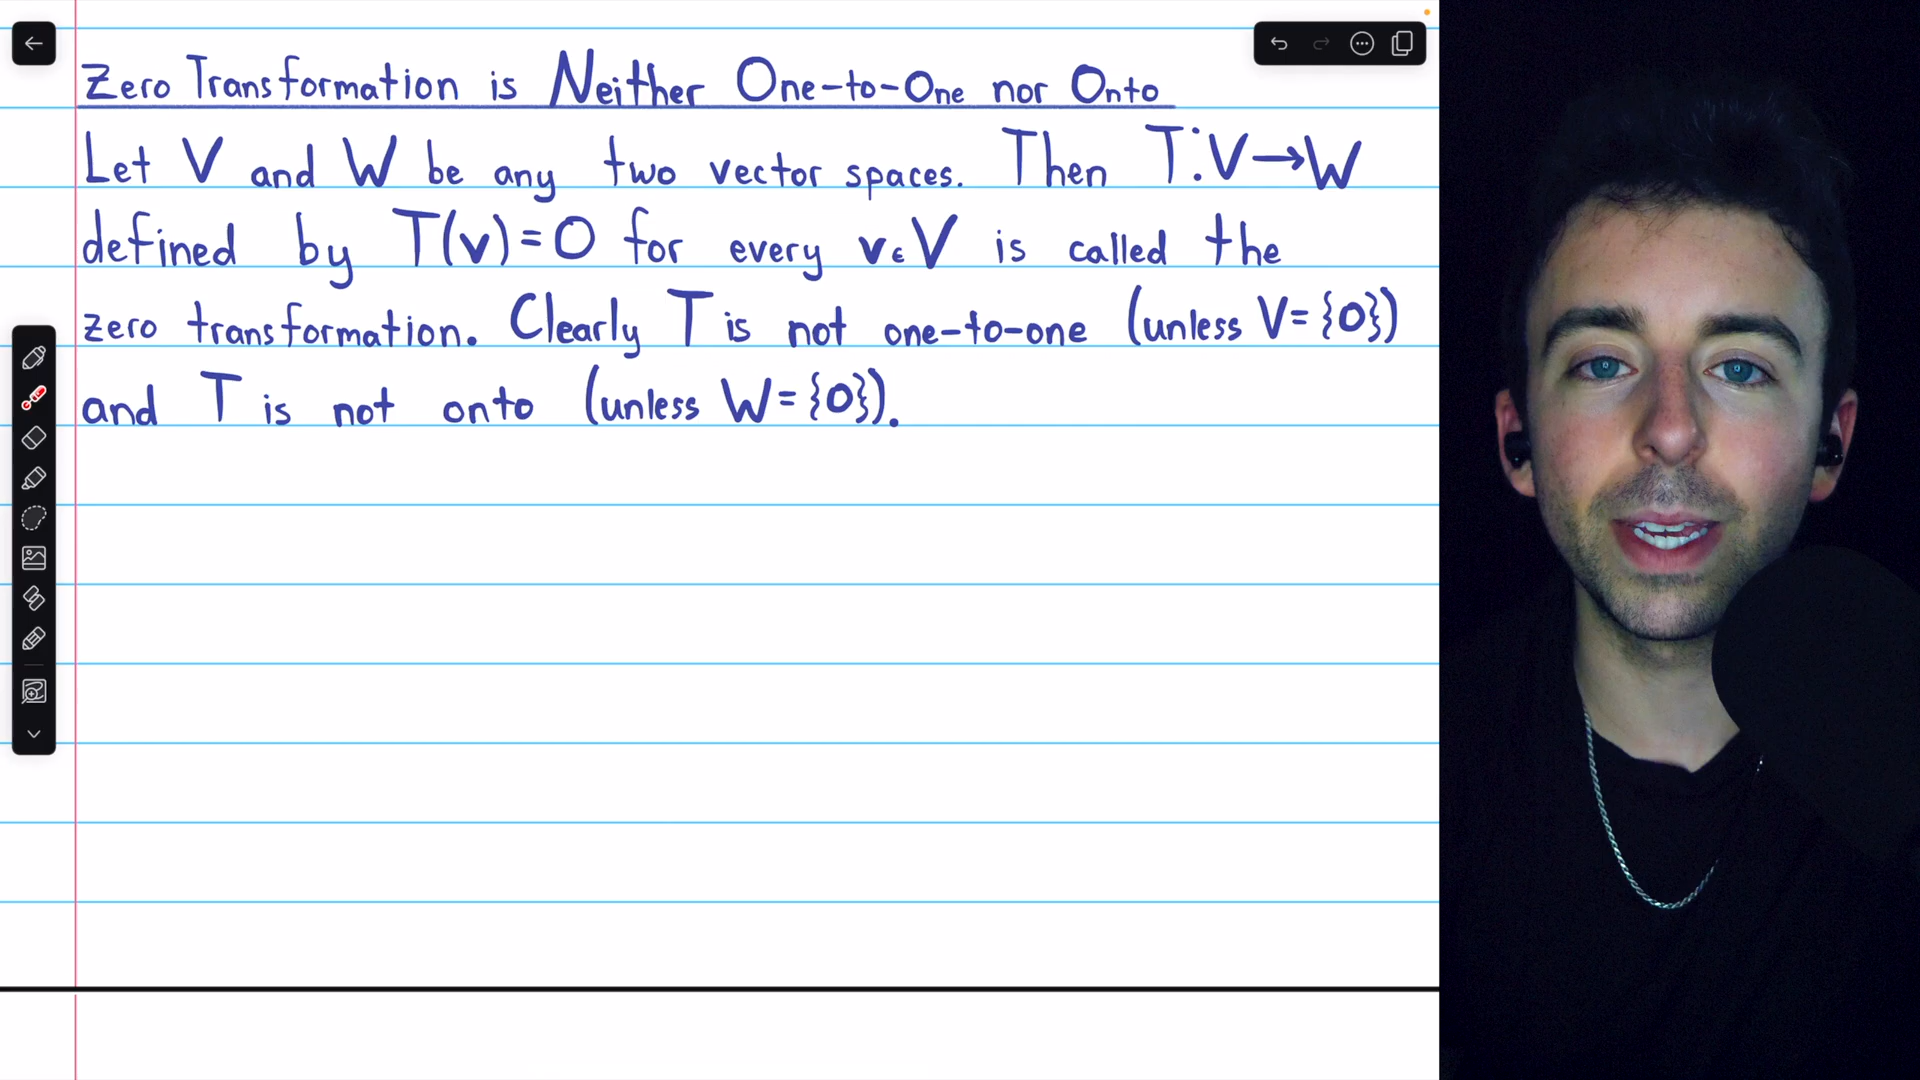 Zero Transformation is Neither One-to-One nor Onto
Let V and W be any two vector spaces. Then T:V→W
defined by T(v)=0 for every v∈V is called the
zero transformation. Clearly T is not one-to-one (unless V={0})
and T is not onto (unless W={0}).